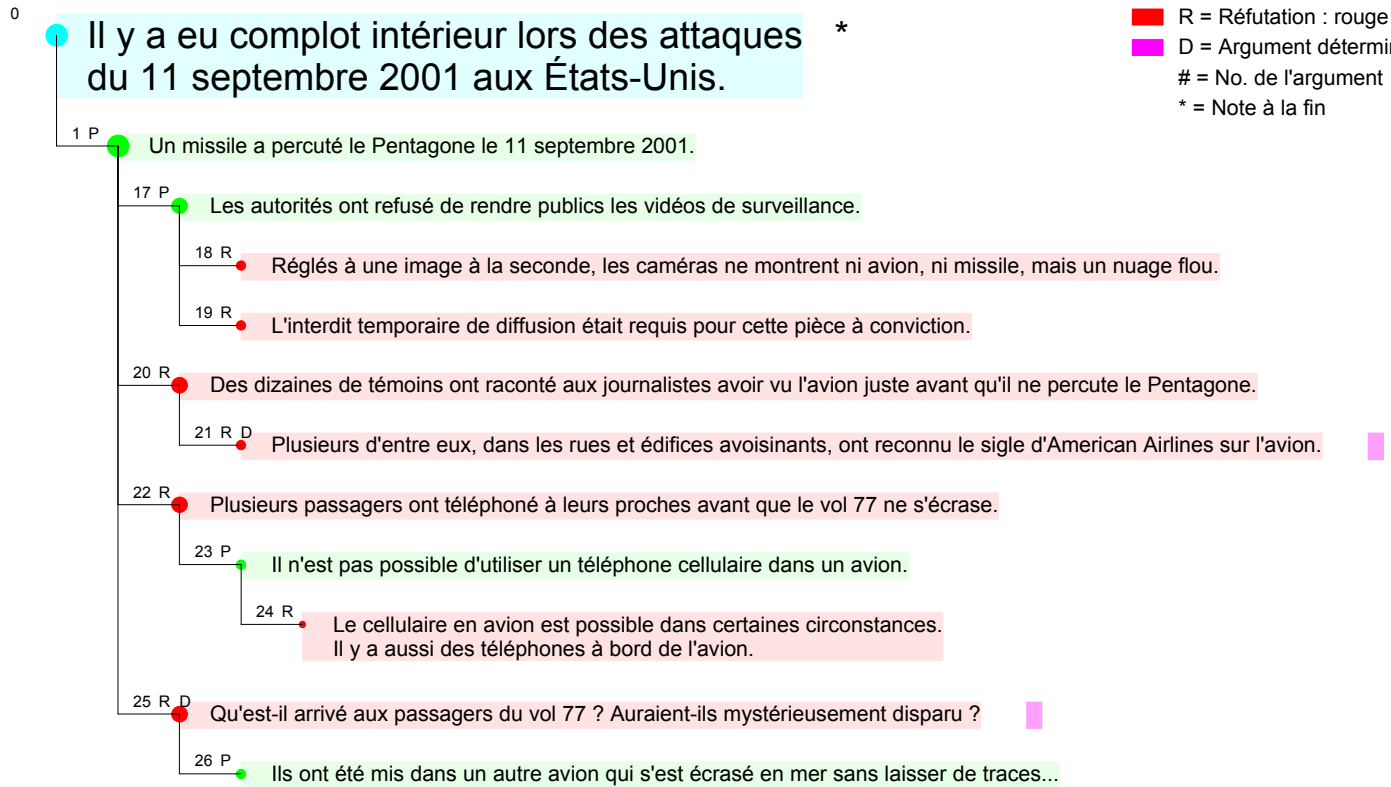 0
Il y a eu complot intérieur lors des attaques *
du 11 septembre 2001 aux États-Unis.
R = Réfutation : rouge
D = Argument
# = No. de l'argument
* = Note à la fin
1 P
Un missile a percuté le Pentagone le 11 septembre 2001.
17 P
Les autorités ont refusé de rendre publics les vidéos de surveillance.
18 R
Réglés à une image à la seconde, les caméras ne montrent ni avion, ni missile, mais un nuage flou.
19 R
L'interdit temporaire de diffusion était requis pour cette pièce à conviction.
20 R
Des dizaines de témoins ont raconté aux journalistes avoir vu l'avion juste avant qu'il ne percute le Pentagone.
21 R D
Plusieurs d'entre eux, dans les rues et édifices avoisinants, ont reconnu le sigle d'American Airlines sur l'avion.
22 R
Plusieurs passagers ont téléphoné à leurs proches avant que le vol 77 ne s'écrase.
23 P
Il n'est pas possible d'utiliser un téléphone cellulaire dans un avion.
24 R
Le cellulaire en avion est possible dans certaines circonstances.
Il y a aussi des téléphones à bord de l'avion.
25 R D
Qu'est-il arrivé aux passagers du vol 77 ? Auraient-ils mystérieusement disparu ?
26 P
Ils ont été mis dans un autre avion qui s'est écrasé en mer sans laisser de traces...